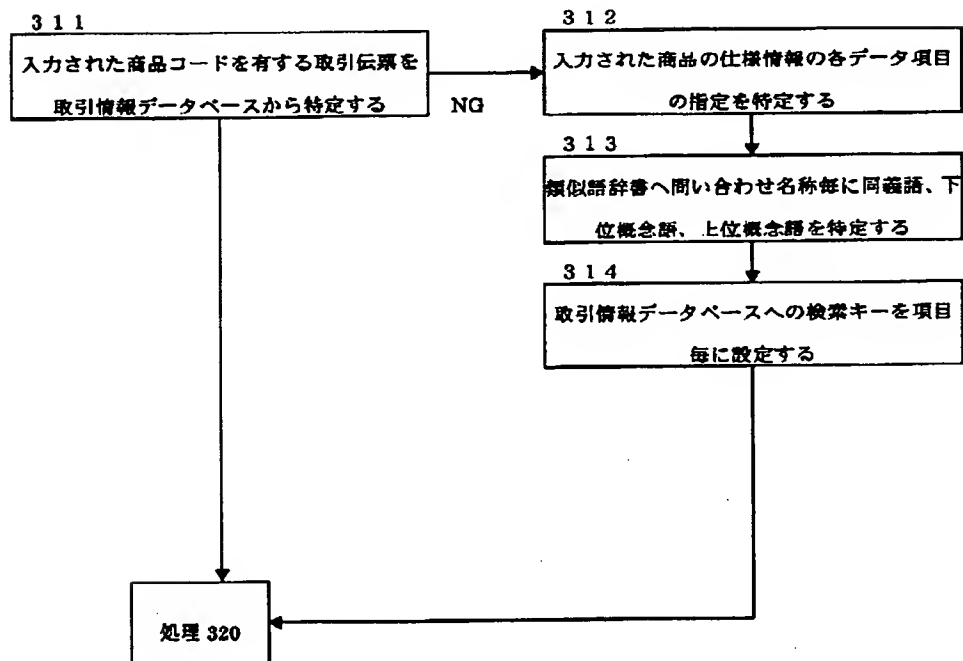 311
入力された商品コードを有する取引伝票を
取引情報データベースから特定する
NG
312
入力された商品の仕様情報の各データ項目
の指定を特定する
313
類似語辞書へ問い合わせ名称毎に同義語、下
位概念語、上位概念語を特定する
314
取引情報データベースへの検索キーを項目
毎に設定する
処理 320